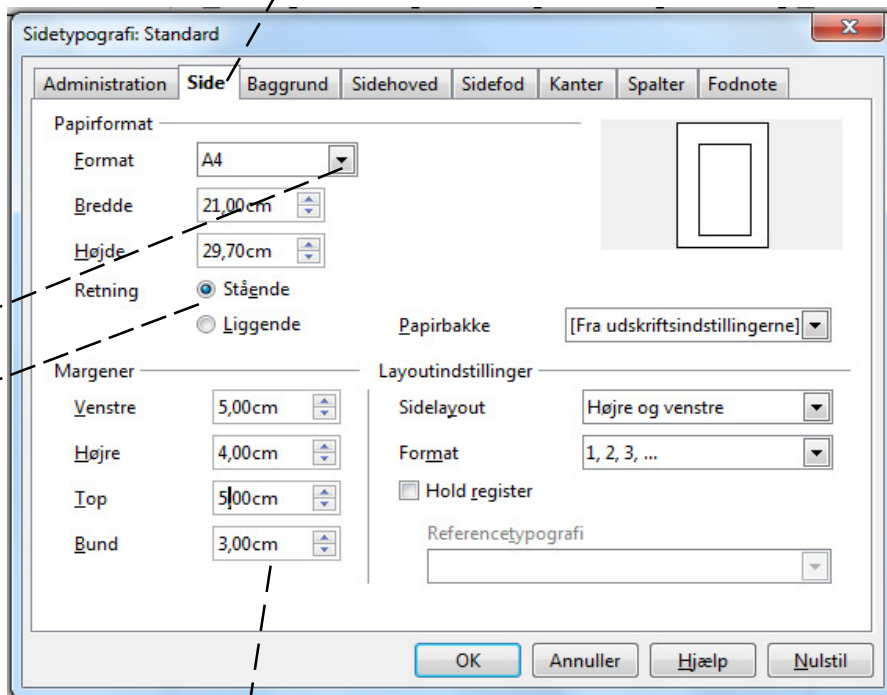 Sidetypografi: Standard
Administration Side Baggrund Sidehoved Sidefod Kanter Spalter Fodnote
Papirformat
Format A4
Bredde 21,00cm
Højde 29,70cm
Retning Stående
Liggende Papirbakke [Fra udskriftsindstillingerne]
Margener Layoutindstillinger
Venstre 5,00cm Sidelayout Højre og venstre
Højre 4,00cm Format 1, 2, 3, ...
Top 5,00cm Hold register
Bund 3,00cm Referencetypografi
OK Annuller Hjælp Nulstil